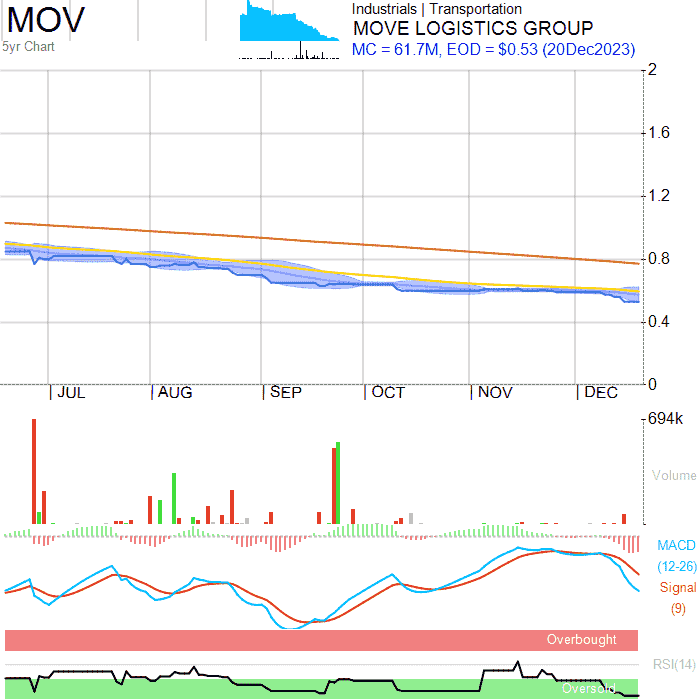 MOV
5yr Chart
Industrials | Transportation
MOVE LOGISTICS GROUP
MC = 61.7M, EOD = $0.53 (20Dec2023)
2
1.6
1.2
0.8
0.4
0
JUL AUG SEP OCT NOV DEC
694k
Volume
MACD
(12-26)
Signal
(9)
Overbought
RSI(14)
Oversold